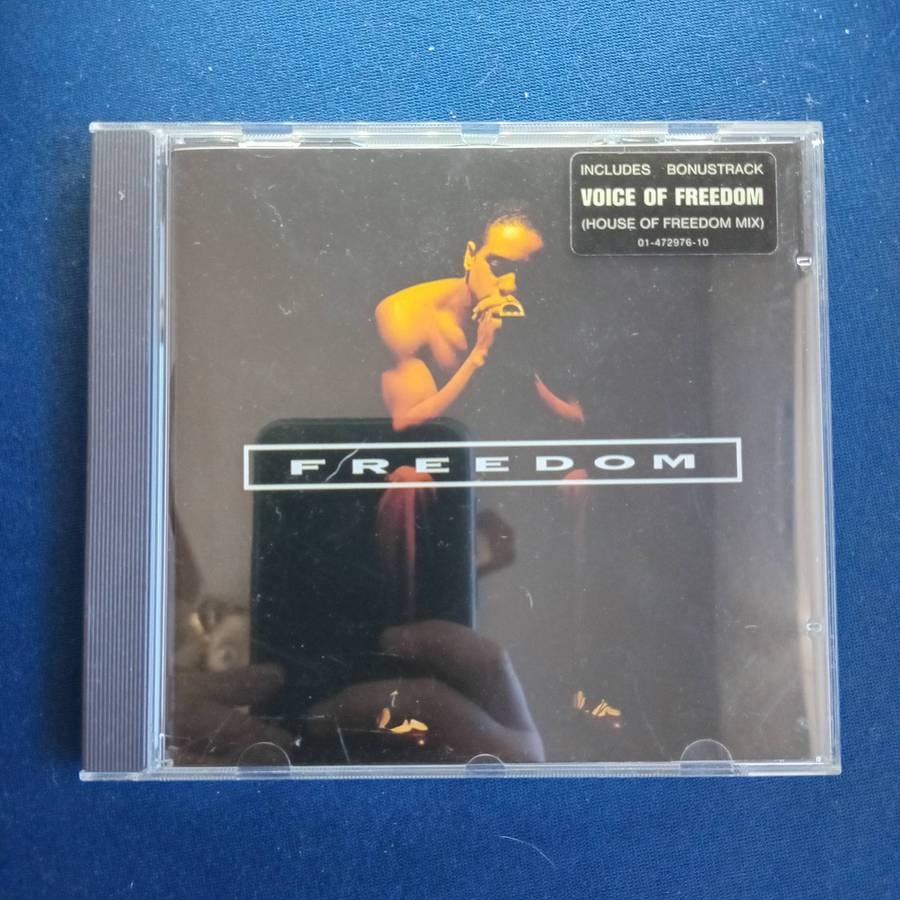 INCLUDES BONUSTRACK
VOICE OF FREEDOM
(HOUSE OF FREEDOM MIX)
01-472976-10
FREEDOM